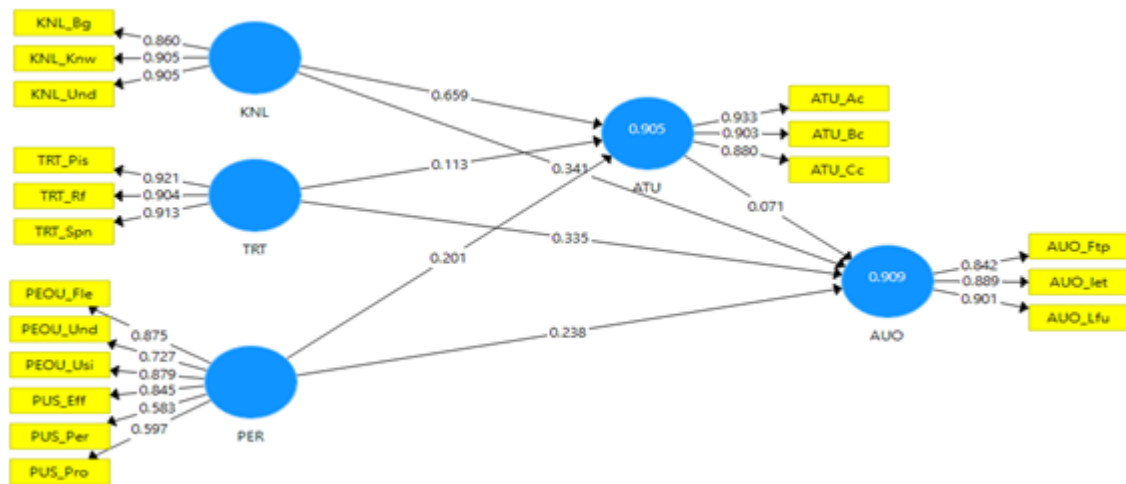 KNL_Bg
KNL_Knw
KNL_Und
0.860
0.905
0.905
KNL
TRT_Pis
TRT_Rf
TRT_Spn
0.921
0.904
0.913
TRT
PEOU_Fle
PEOU_Und
PEOU_Usi
PUS_Eff
PUS_Per
PUS_Pro
0.875
0.727
0.879
0.845
0.583
0.597
PER
0.659
0.113
0.201
0.341
0.335
0.238
0.071
0.905
ATU
0.933
0.903
0.880
ATU_Ac
ATU_Bc
ATU_Cc
0.909
AUO
0.842
0.889
0.901
AUO_Ftp
AUO_Iet
AUO_Lfu